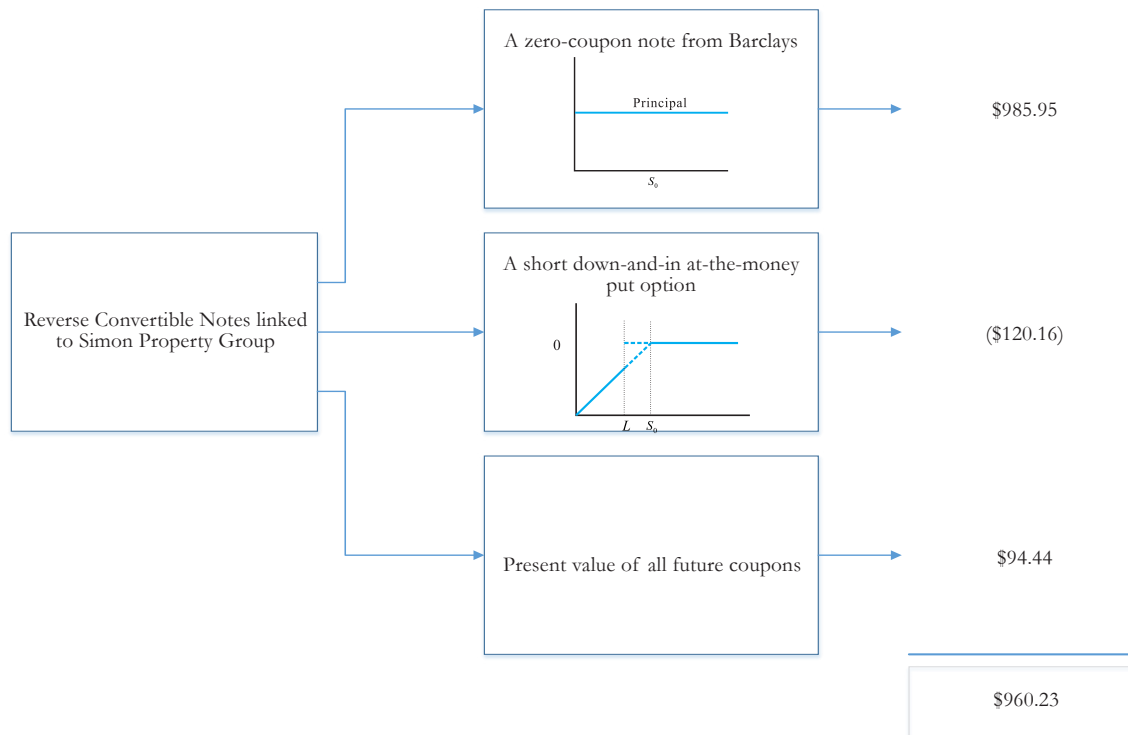 A zero-coupon note from Barclays
Principal
S₀
$985.95
Reverse Convertible Notes linked
to Simon Property Group
A short down-and-in at-the-money
put option
0
L S₀
($120.16)
Present value of all future coupons
$94.44
$960.23